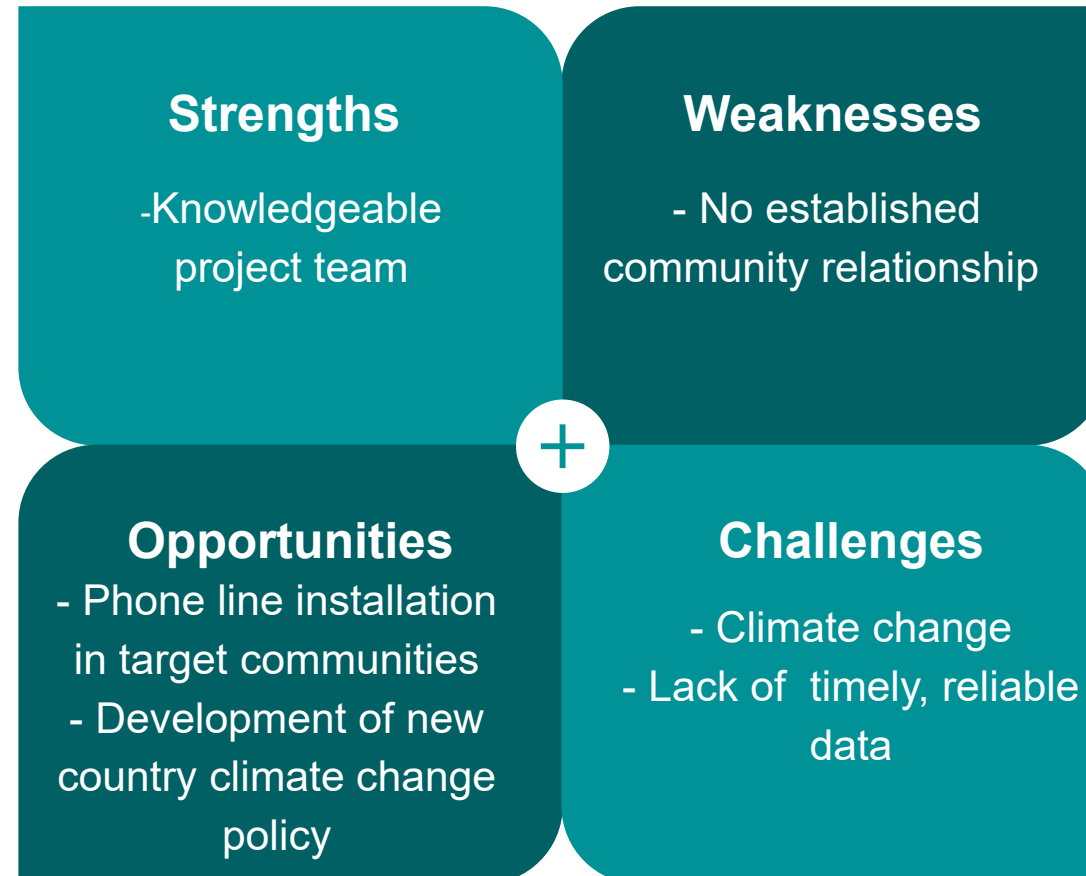 Strengths
-Knowledgeable
project team
Weaknesses
- No established
community relationship
+
Opportunities
- Phone line installation
in target communities
- Development of new
country climate change
policy
Challenges
- Climate change
- Lack of  timely, reliable
data